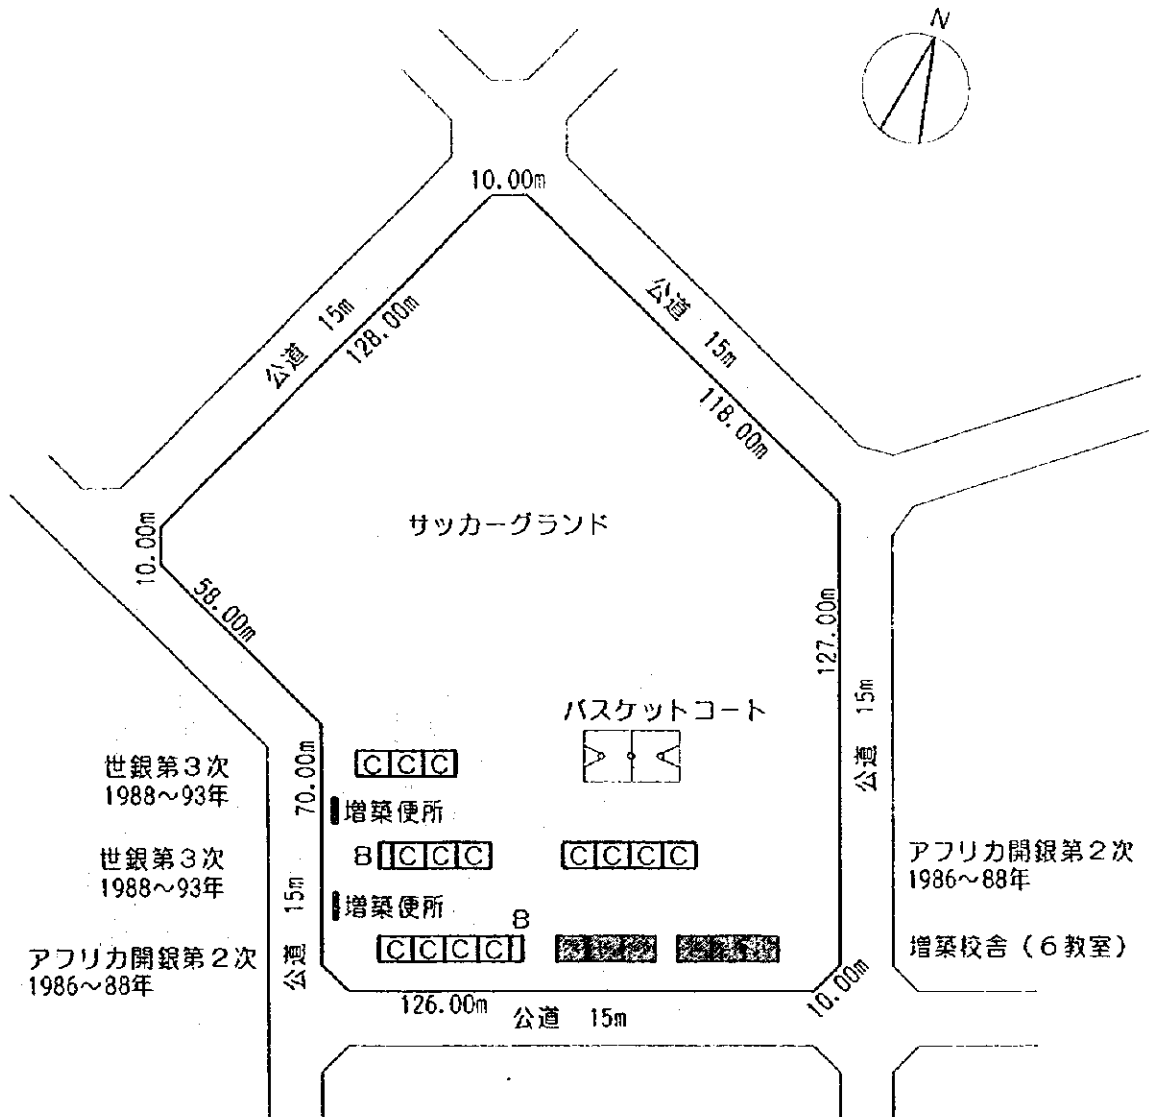 N
10.00m
公道 15m
128.00m
公道 15m
118.00m
サッカーグランド
10.00m
58.00m
127.00m
公道 15m
バスケットコート
世銀第3次
1988~93年
70.00m
C C C
増築便所
世銀第3次
1988~93年
B C C C
C C C C
アフリカ開銀第2次
1986~88年
公道 15m
増築便所
B
アフリカ開銀第2次
1986~88年
C C C C
増築校舎(6教室)
126.00m
10.00m
公道 15m